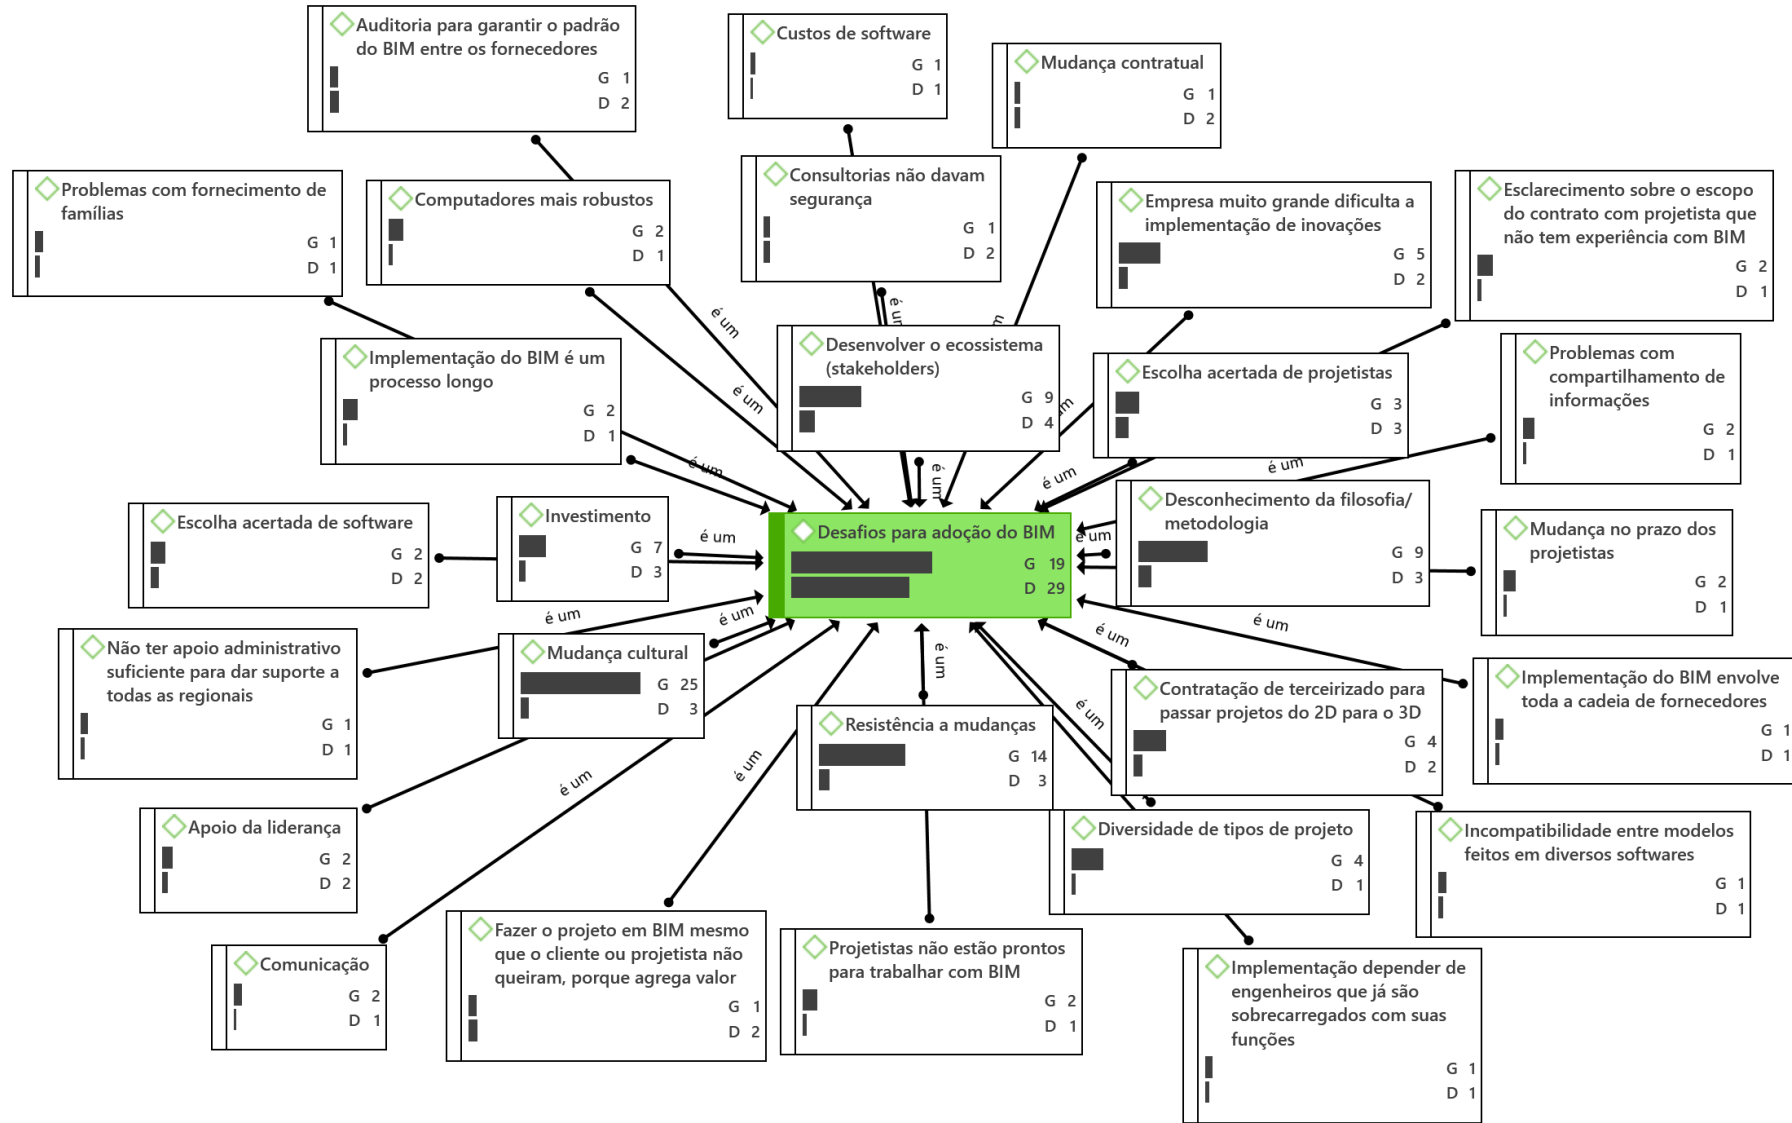 Auditoria para garantir o padrão
do BIM entre os fornecedores
G 1
D 2
Custos de software
G 1
D 1
Mudança contratual
G 1
D 2
Problemas com fornecimento de
famílias
G 1
D 1
Computadores mais robustos
G 2
D 1
Consultorias não davam
segurança
G 1
D 2
Empresa muito grande dificulta a
implementação de inovações
G 5
D 2
Esclarecimento sobre o escopo
do contrato com projetista que
não tem experiência com BIM
G 2
D 1
é um
é um
um
Implementação do BIM é um
processo longo
G 2
D 1
é um
Desenvolver o ecossistema
(stakeholders)
G 9
D 4
um
Escolha acertada de projetistas
G 3
D 3
Problemas com
compartilhamento de
informações
G 2
D 1
é um
é um
é um
é um
Escolha acertada de software
G 2
D 2
Investimento
G 7
D 3
é um
Desafios para adoção do BIM
G 19
D 29
é um
Desconhecimento da filosofia/
metodologia
G 9
D 3
Mudança no prazo dos
projetistas
G 2
D 1
é um
é um
é um
é um
Não ter apoio administrativo
suficiente para dar suporte a
todas as regionais
G 1
D 1
Mudança cultural
G 25
D 3
é um
Resistência a mudanças
G 14
D 3
é um
Contratação de terceirizado para
passar projetos do 2D para o 3D
G 4
D 2
Implementação do BIM envolve
toda a cadeia de fornecedores
G 1
D 1
é um
é um
Apoio da liderança
G 2
D 2
Diversidade de tipos de projeto
G 4
D 1
Incompatibilidade entre modelos
feitos em diversos softwares
G 1
D 1
Comunicação
G 2
D 1
Fazer o projeto em BIM mesmo
que o cliente ou projetista não
queiram, porque agrega valor
G 1
D 2
Projetistas não estão prontos
para trabalhar com BIM
G 2
D 1
Implementação depender de
engenheiros que já são
sobrecarregados com suas
funções
G 1
D 1